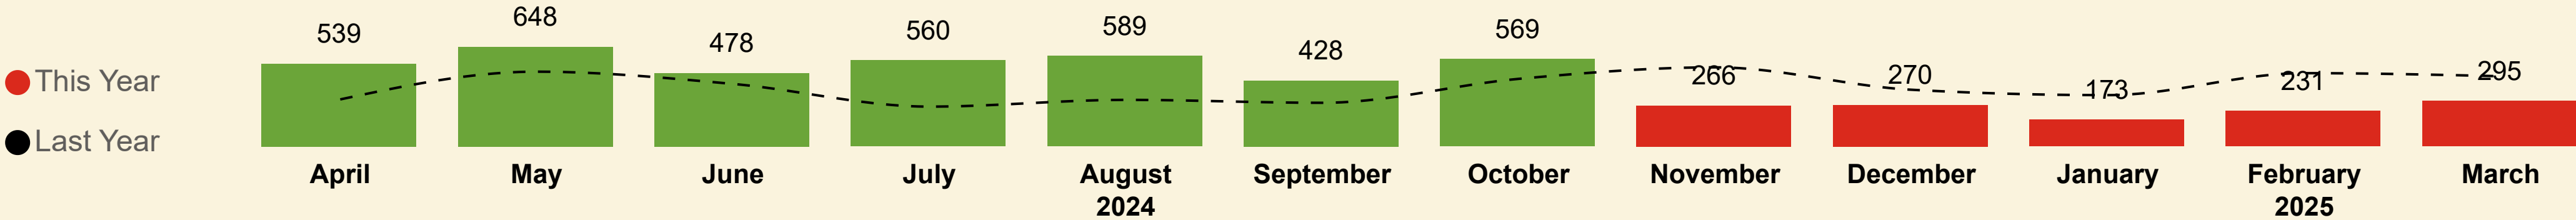 This Year
Last Year
539 648 478 560 589 428 569 266 270 173 231 295
April May June July August September October November December January February March
2024 2025